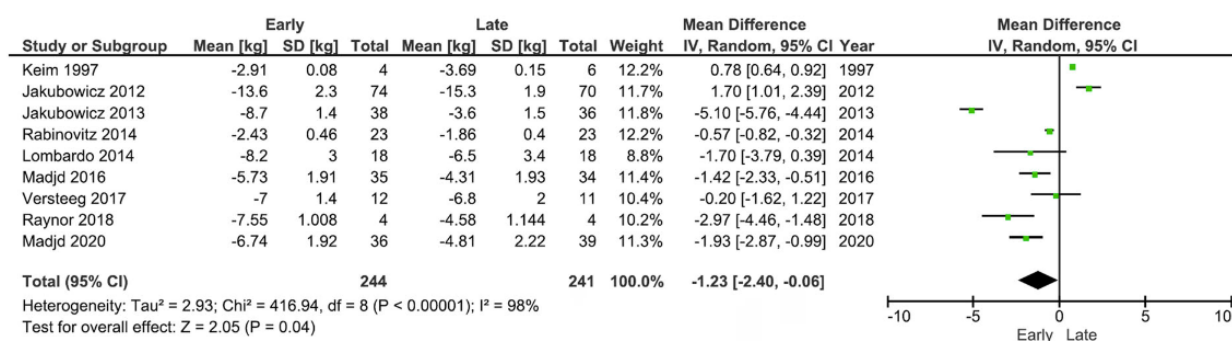 Early Late Mean Difference Mean Difference
Study or Subgroup Mean [kg] SD [kg] Total Mean [kg] SD [kg] Total Weight IV, Random, 95% CI Year IV, Random, 95% CI
Keim 1997 -2.91 0.08 4 -3.69 0.15 6 12.2% 0.78 [0.64, 0.92] 1997
Jakubowicz 2012 -13.6 2.3 74 -15.3 1.9 70 11.7% 1.70 [1.01, 2.39] 2012
Jakubowicz 2013 -8.7 1.4 38 -3.6 1.5 36 11.8% -5.10 [-5.76, -4.44] 2013
Rabinovitz 2014 -2.43 0.46 23 -1.86 0.4 23 12.2% -0.57 [-0.82, -0.32] 2014
Lombardo 2014 -8.2 3 18 -6.5 3.4 18 8.8% -1.70 [-3.79, 0.39] 2014
Madjd 2016 -5.73 1.91 35 -4.31 1.93 34 11.4% -1.42 [-2.33, -0.51] 2016
Versteeg 2017 -7 1.4 12 -6.8 2 11 10.4% -0.20 [-1.62, 1.22] 2017
Raynor 2018 -7.55 1.008 4 -4.58 1.144 4 10.2% -2.97 [-4.46, -1.48] 2018
Madjd 2020 -6.74 1.92 36 -4.81 2.22 39 11.3% -1.93 [-2.87, -0.99] 2020
Total (95% CI) 244 241 100.0% -1.23 [-2.40, -0.06]
Heterogeneity: Tau² = 2.93; Chi² = 416.94, df = 8 (P < 0.00001); I² = 98%
Test for overall effect: Z = 2.05 (P = 0.04)
-10 -5 0 5 10
Early Late